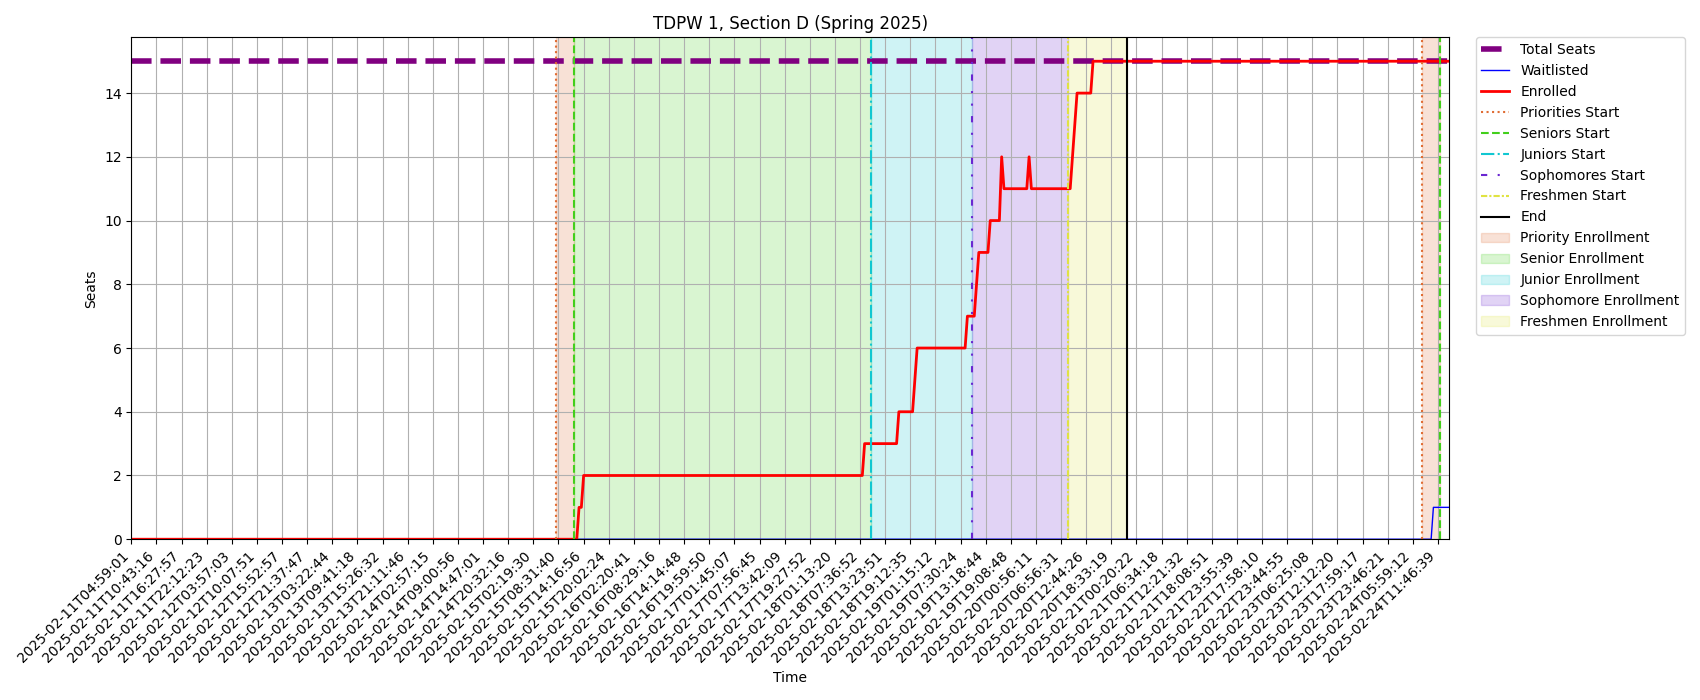 TDPW 1, Section D (Spring 2025)
Seats
14
12
10
8
6
4
2
0
2025-02-11T04:59:01
2025-02-11T10:43:16
2025-02-11T16:27:57
2025-02-11T22:12:23
2025-02-12T03:57:03
2025-02-12T10:07:51
2025-02-12T15:52:57
2025-02-12T21:37:47
2025-02-13T03:22:44
2025-02-13T09:41:18
2025-02-13T15:26:32
2025-02-13T21:11:46
2025-02-14T02:57:15
2025-02-14T09:00:56
2025-02-14T14:47:01
2025-02-14T20:32:16
2025-02-15T02:19:30
2025-02-15T08:31:40
2025-02-15T14:16:56
2025-02-15T20:02:24
2025-02-16T02:20:41
2025-02-16T08:29:16
2025-02-16T14:14:48
2025-02-16T19:59:50
2025-02-17T01:45:07
2025-02-17T07:56:45
2025-02-17T13:42:09
2025-02-17T19:27:52
2025-02-18T01:13:20
2025-02-18T07:36:52
2025-02-18T13:23:51
2025-02-18T19:12:35
2025-02-19T01:15:12
2025-02-19T07:30:24
2025-02-19T13:18:44
2025-02-19T19:08:48
2025-02-20T00:56:11
2025-02-20T06:56:31
2025-02-20T12:44:26
2025-02-20T18:33:19
2025-02-21T00:20:22
2025-02-21T06:34:18
2025-02-21T12:21:32
2025-02-21T18:08:51
2025-02-21T23:55:39
2025-02-22T17:58:10
2025-02-22T23:44:55
2025-02-23T06:25:08
2025-02-23T12:12:20
2025-02-23T17:59:17
2025-02-23T23:46:21
2025-02-24T05:59:12
2025-02-24T11:46:39
Time
Total Seats
Waitlisted
Enrolled
Priorities Start
Seniors Start
Juniors Start
Sophomores Start
Freshmen Start
End
Priority Enrollment
Senior Enrollment
Junior Enrollment
Sophomore Enrollment
Freshmen Enrollment